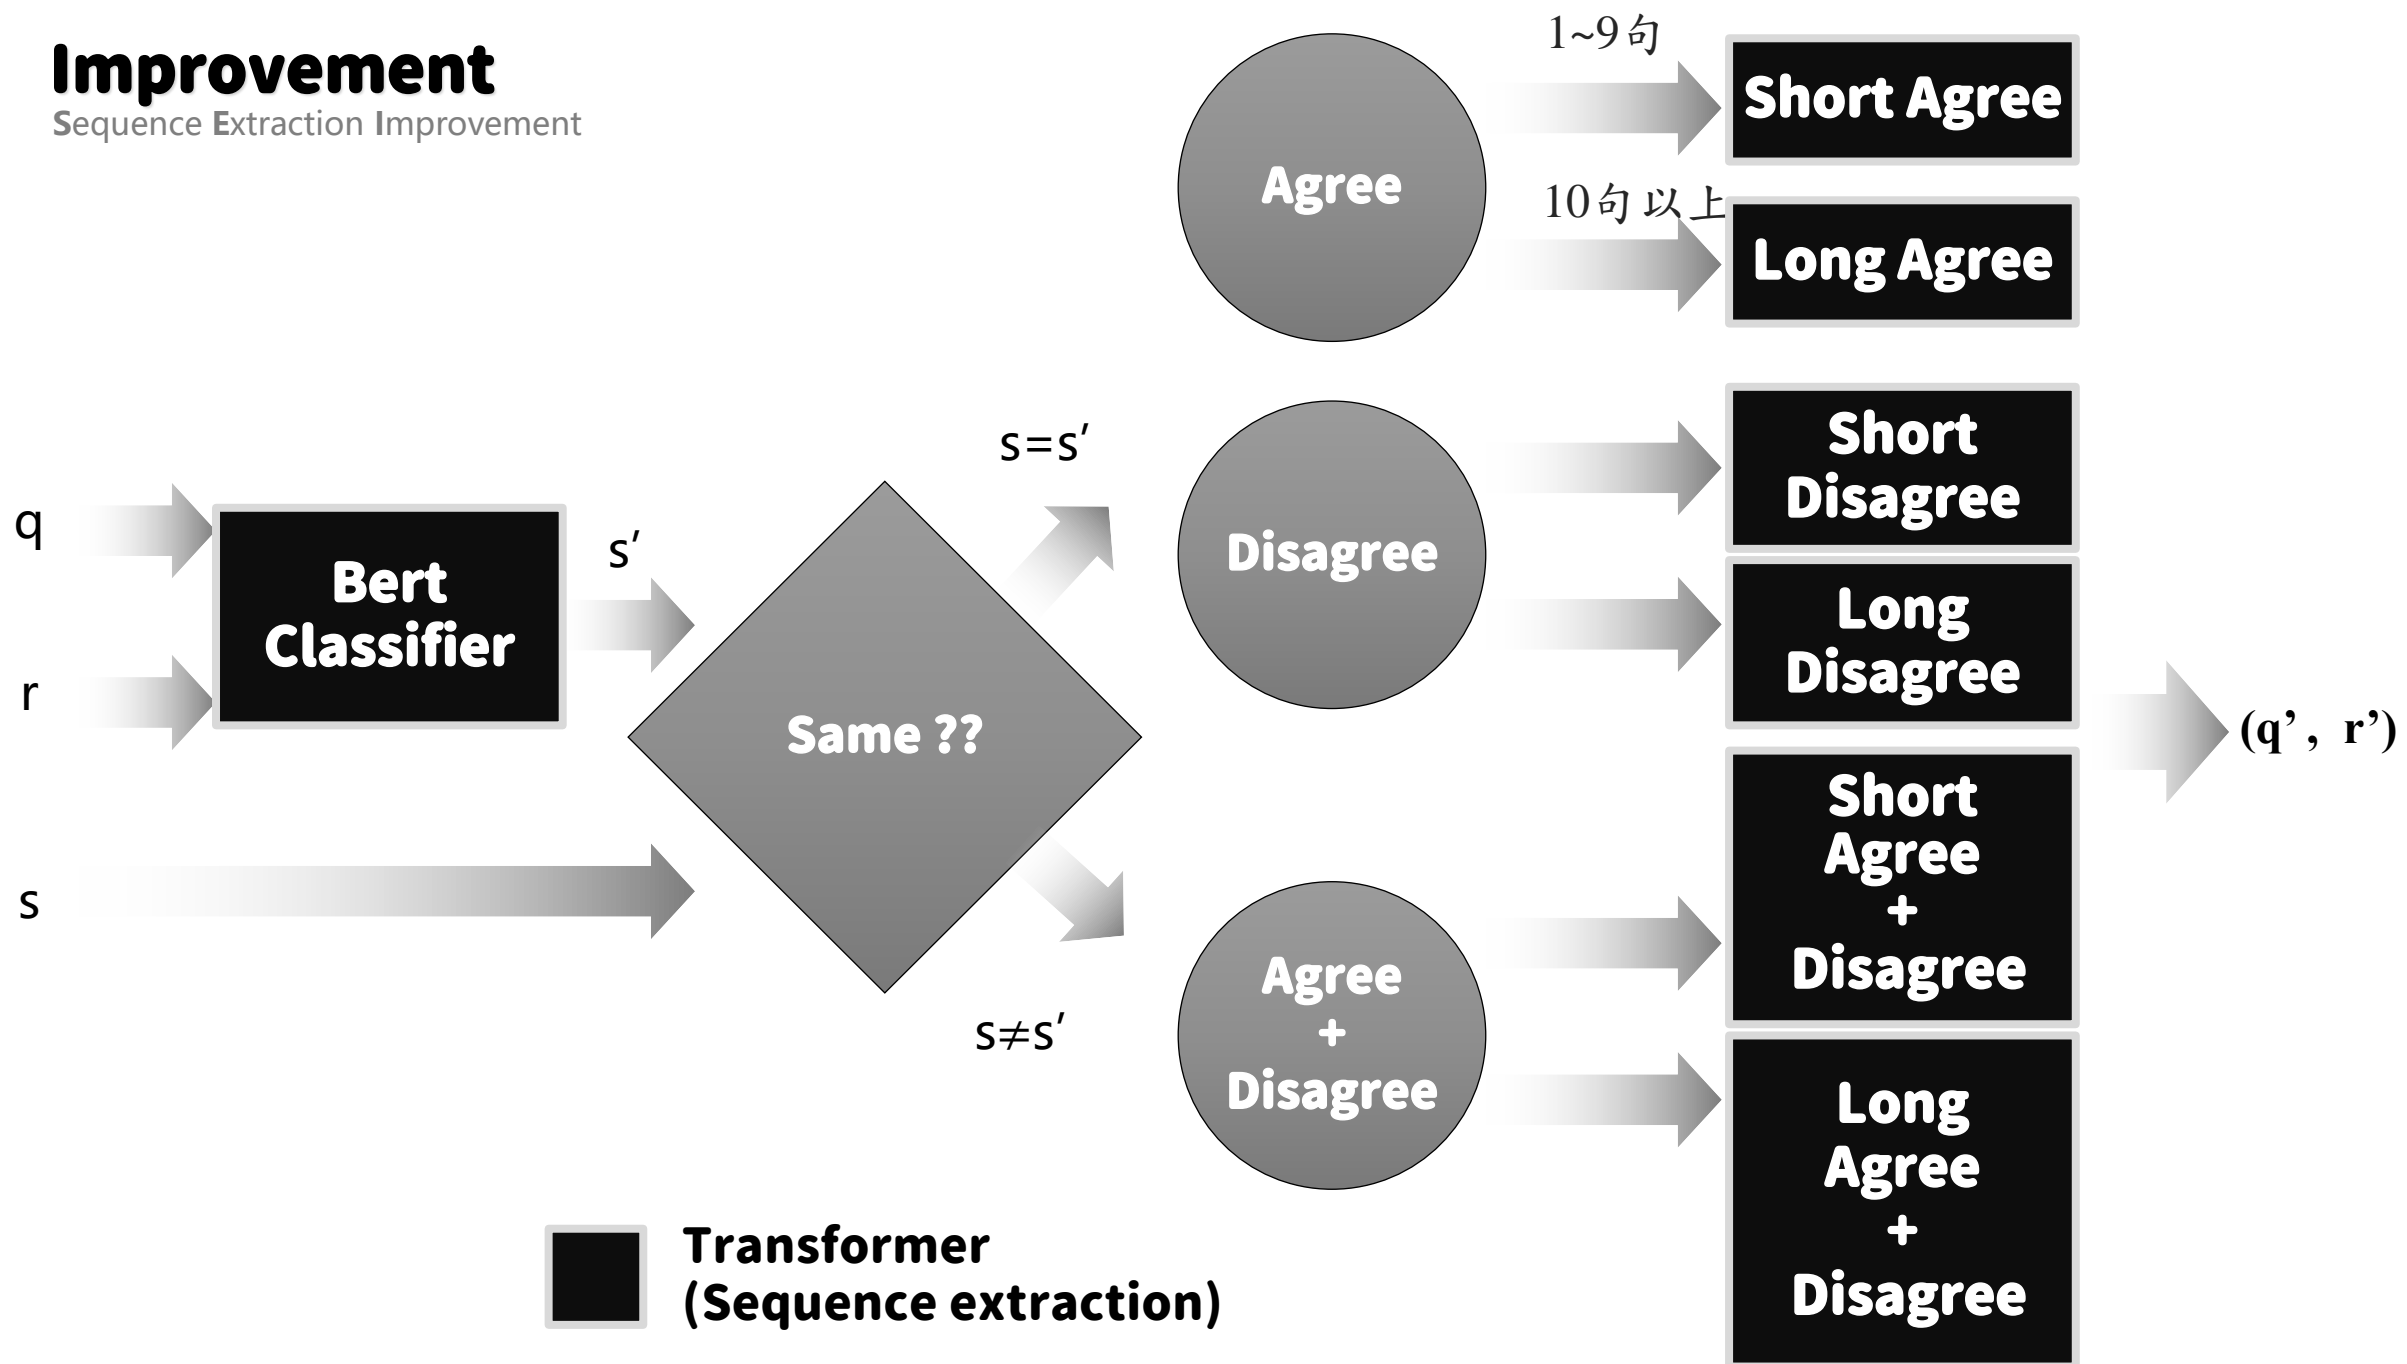 Improvement
Sequence Extraction Improvement
q
r
s
Bert
Classifier
s′
Same ??
s=s′
s≠s′
Agree
1~9句
Short Agree
10句以上
Long Agree
Disagree
Short
Disagree
Long
Disagree
Agree
+
Disagree
Short
Agree
+
Disagree
Long
Agree
+
Disagree
(q’, r’)
Transformer
(Sequence extraction)